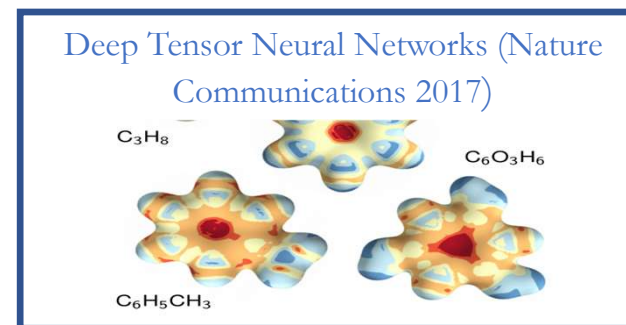 Deep Tensor Neural Networks (Nature
Communications 2017)
C₃H₈
C₆O₃H₆
C₆H₅CH₃